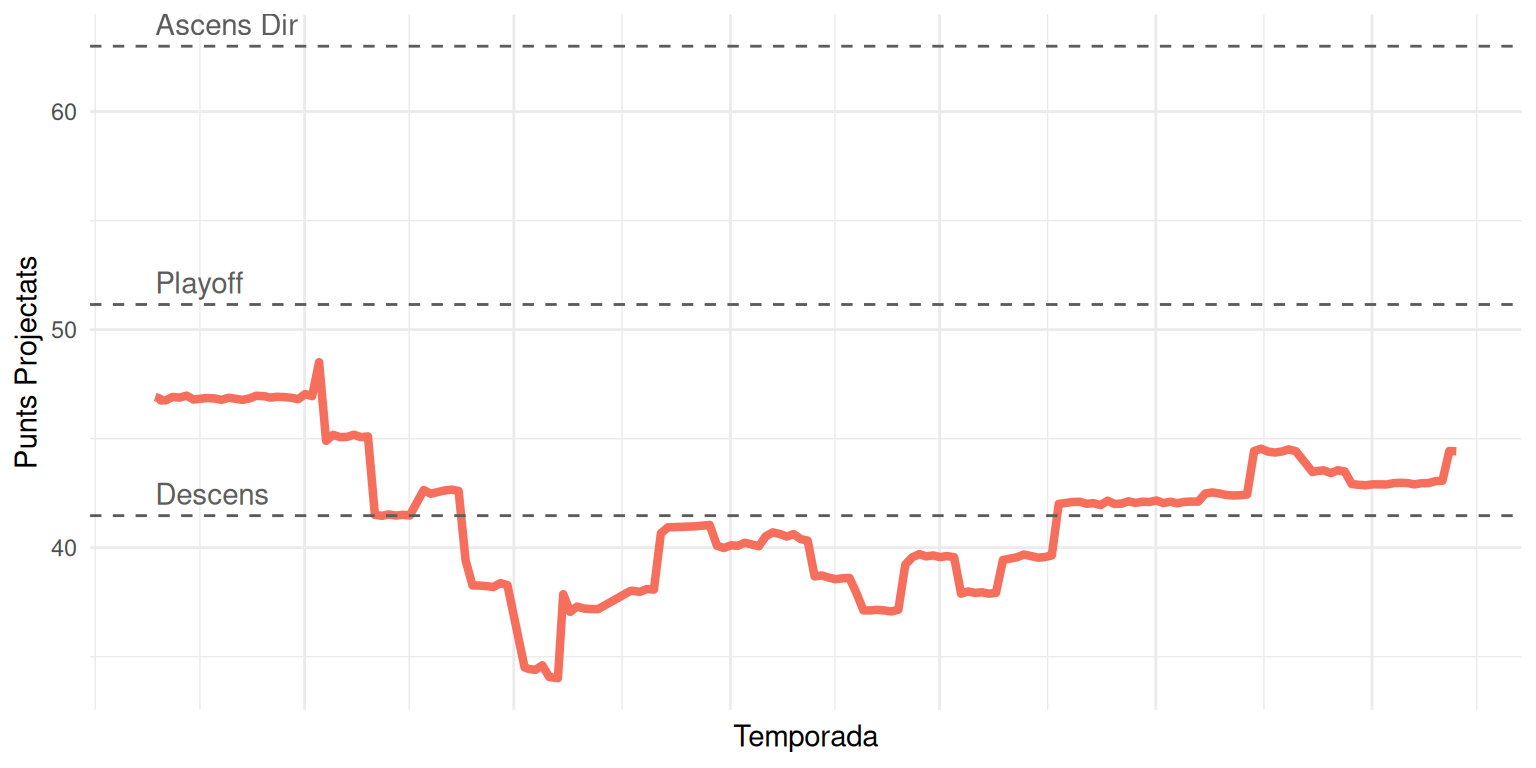 Ascens Dir
60
Playoff
50
Descens
40
Punts Projectats
Temporada